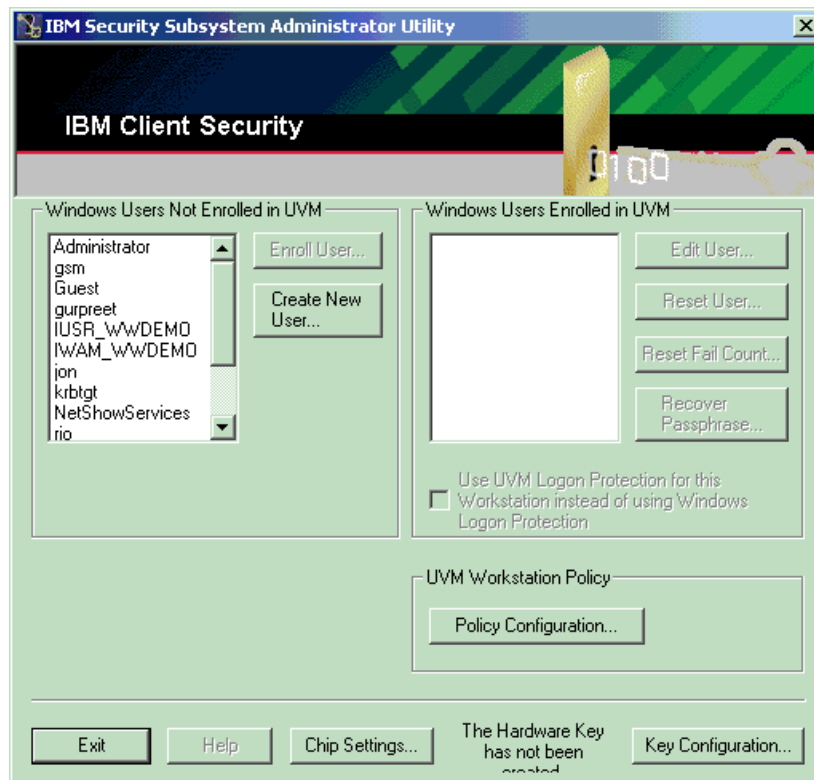 IBM Security Subsystem Administrator Utility
IBM Client Security
0100
Windows Users Not Enrolled in UVM
Administrator
gsm
Guest
gurpreet
IUSR_WWDEMO
IWAM_WWDEMO
jon
krbtgt
NetShowServices
rio
Enroll User...
Create New
User...
Windows Users Enrolled in UVM
Edit User...
Reset User...
Reset Fail Count...
Recover
Passphrase...
Use UVM Logon Protection for this
Workstation instead of using Windows
Logon Protection
UVM Workstation Policy
Policy Configuration...
Exit
Help
Chip Settings...
The Hardware Key
has not been
created
Key Configuration...